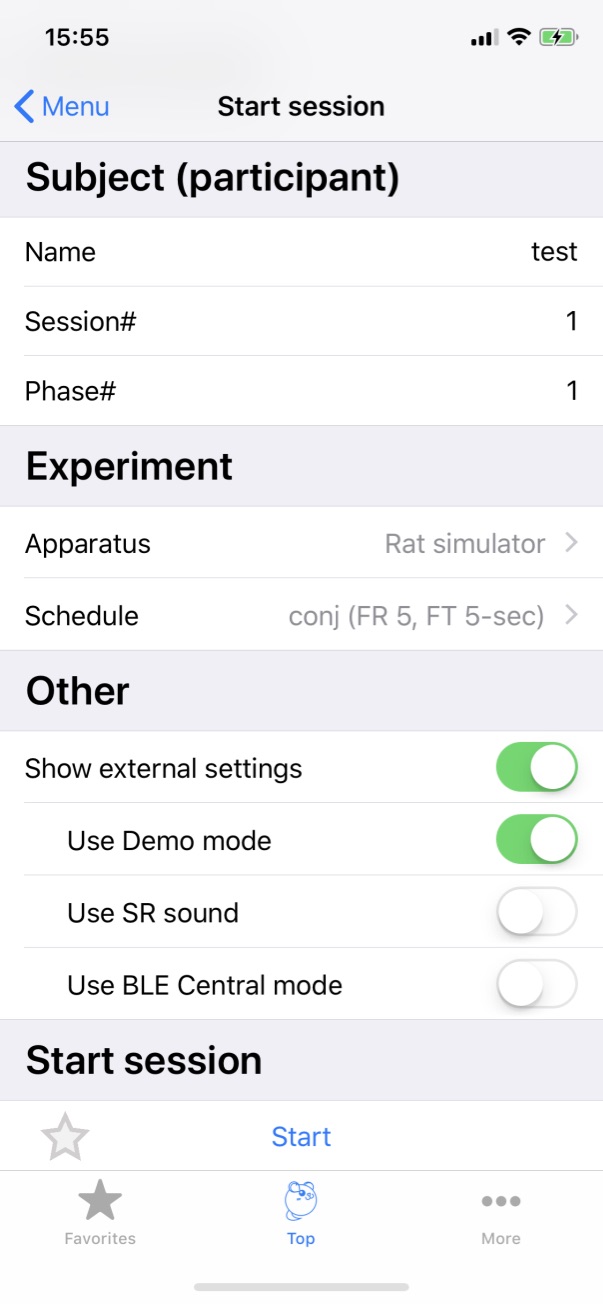 15:55
Menu
Start session
Subject (participant)
Name test
Session# 1
Phase# 1
Experiment
Apparatus Rat simulator
Schedule conj (FR 5, FT 5-sec)
Other
Show external settings
Use Demo mode
Use SR sound
Use BLE Central mode
Start session
Start
Favorites Top More